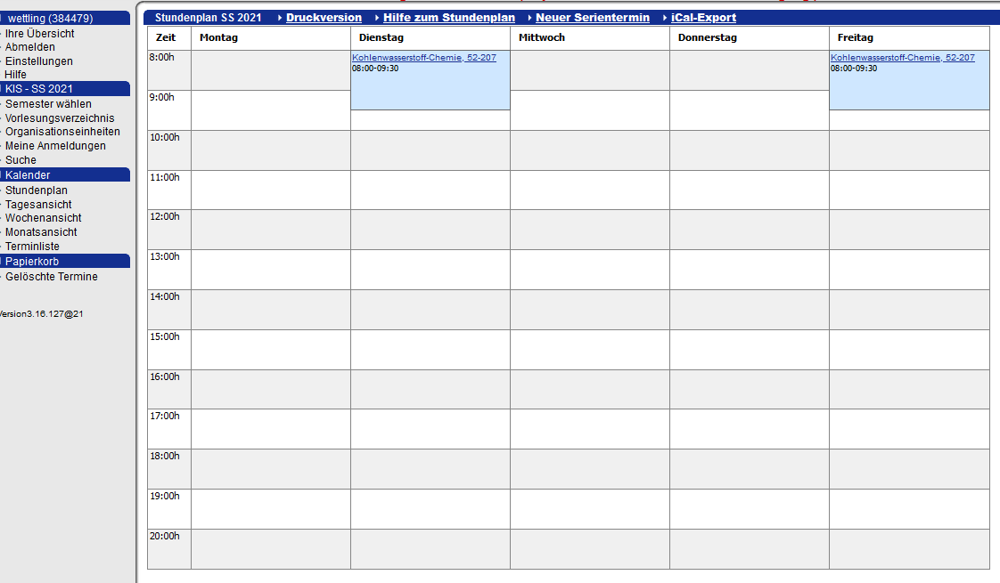 wettling (384479)
Ihre Übersicht
Abmelden
Einstellungen
Hilfe
KIS - SS 2021
Semester wählen
Vorlesungsverzeichnis
Organisationseinheiten
Meine Anmeldungen
Suche
Kalender
Stundenplan
Tagesansicht
Wochenansicht
Monatsansicht
Terminliste
Papierkorb
Gelöschte Termine
Version3.16.127@21
Stundenplan SS 2021 Druckversion Hilfe zum Stundenplan Neuer Serientermin iCal-Export
Zeit Montag Dienstag Mittwoch Donnerstag Freitag
8:00h
Kohlenwasserstoff-Chemie, 52-207
08:00-09:30
Kohlenwasserstoff-Chemie, 52-207
08:00-09:30
9:00h
10:00h
11:00h
12:00h
13:00h
14:00h
15:00h
16:00h
17:00h
18:00h
19:00h
20:00h